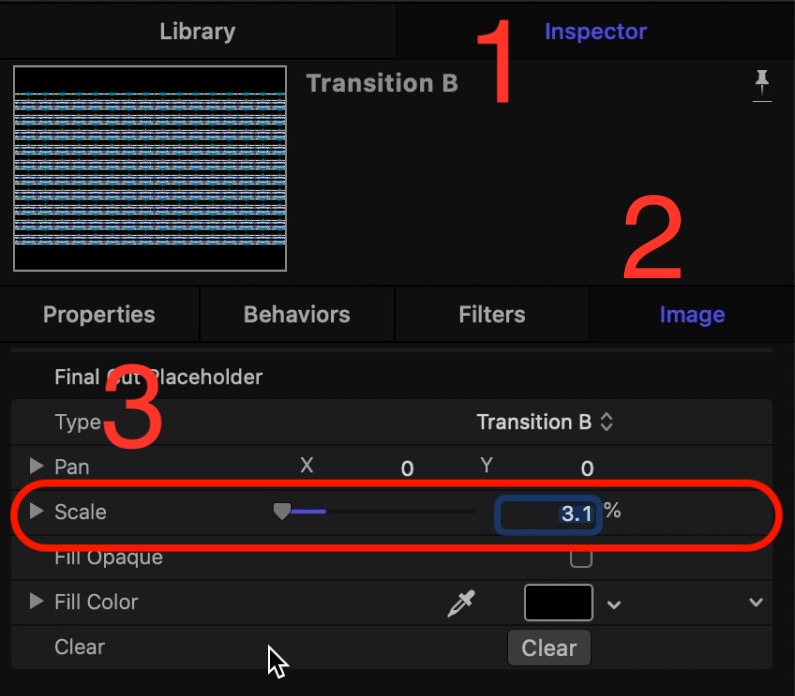 Library
Inspector
1
Transition B
2
Properties
Behaviors
Filters
Image
Final Cut Placeholder
3
Type
Transition B
Pan
X
0
Y
0
Scale
3.1 %
Fill Opaque
Fill Color
Clear
Clear